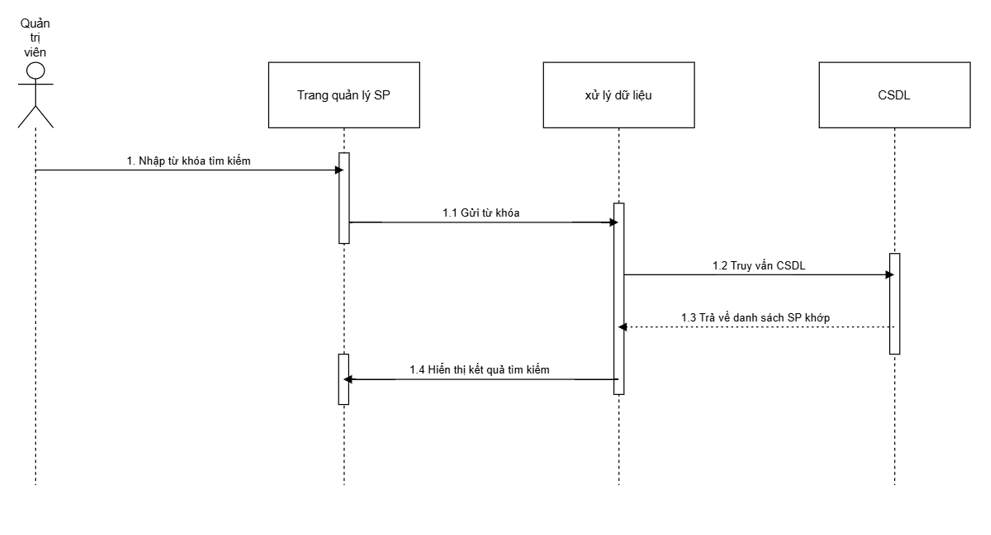 Quản
trị
viên
Trang quản lý SP
xử lý dữ liệu
CSDL
1. Nhập từ khóa tìm kiếm
1.1 Gửi từ khóa
1.2 Truy vấn CSDL
1.3 Trả về danh sách SP khớp
1.4 Hiển thị kết quả tìm kiếm